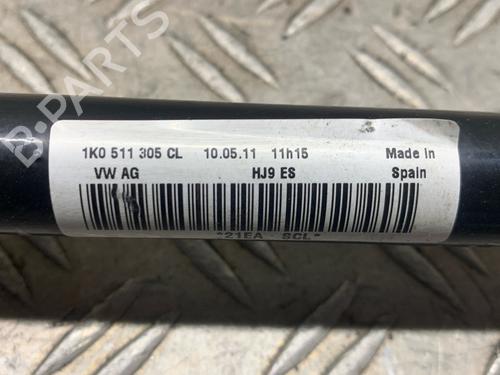 B-PARTS
1K0 511 305 CL 10.05.11 11h15 Made in
VW AG HJ9 ES Spain
*21EA SCL*